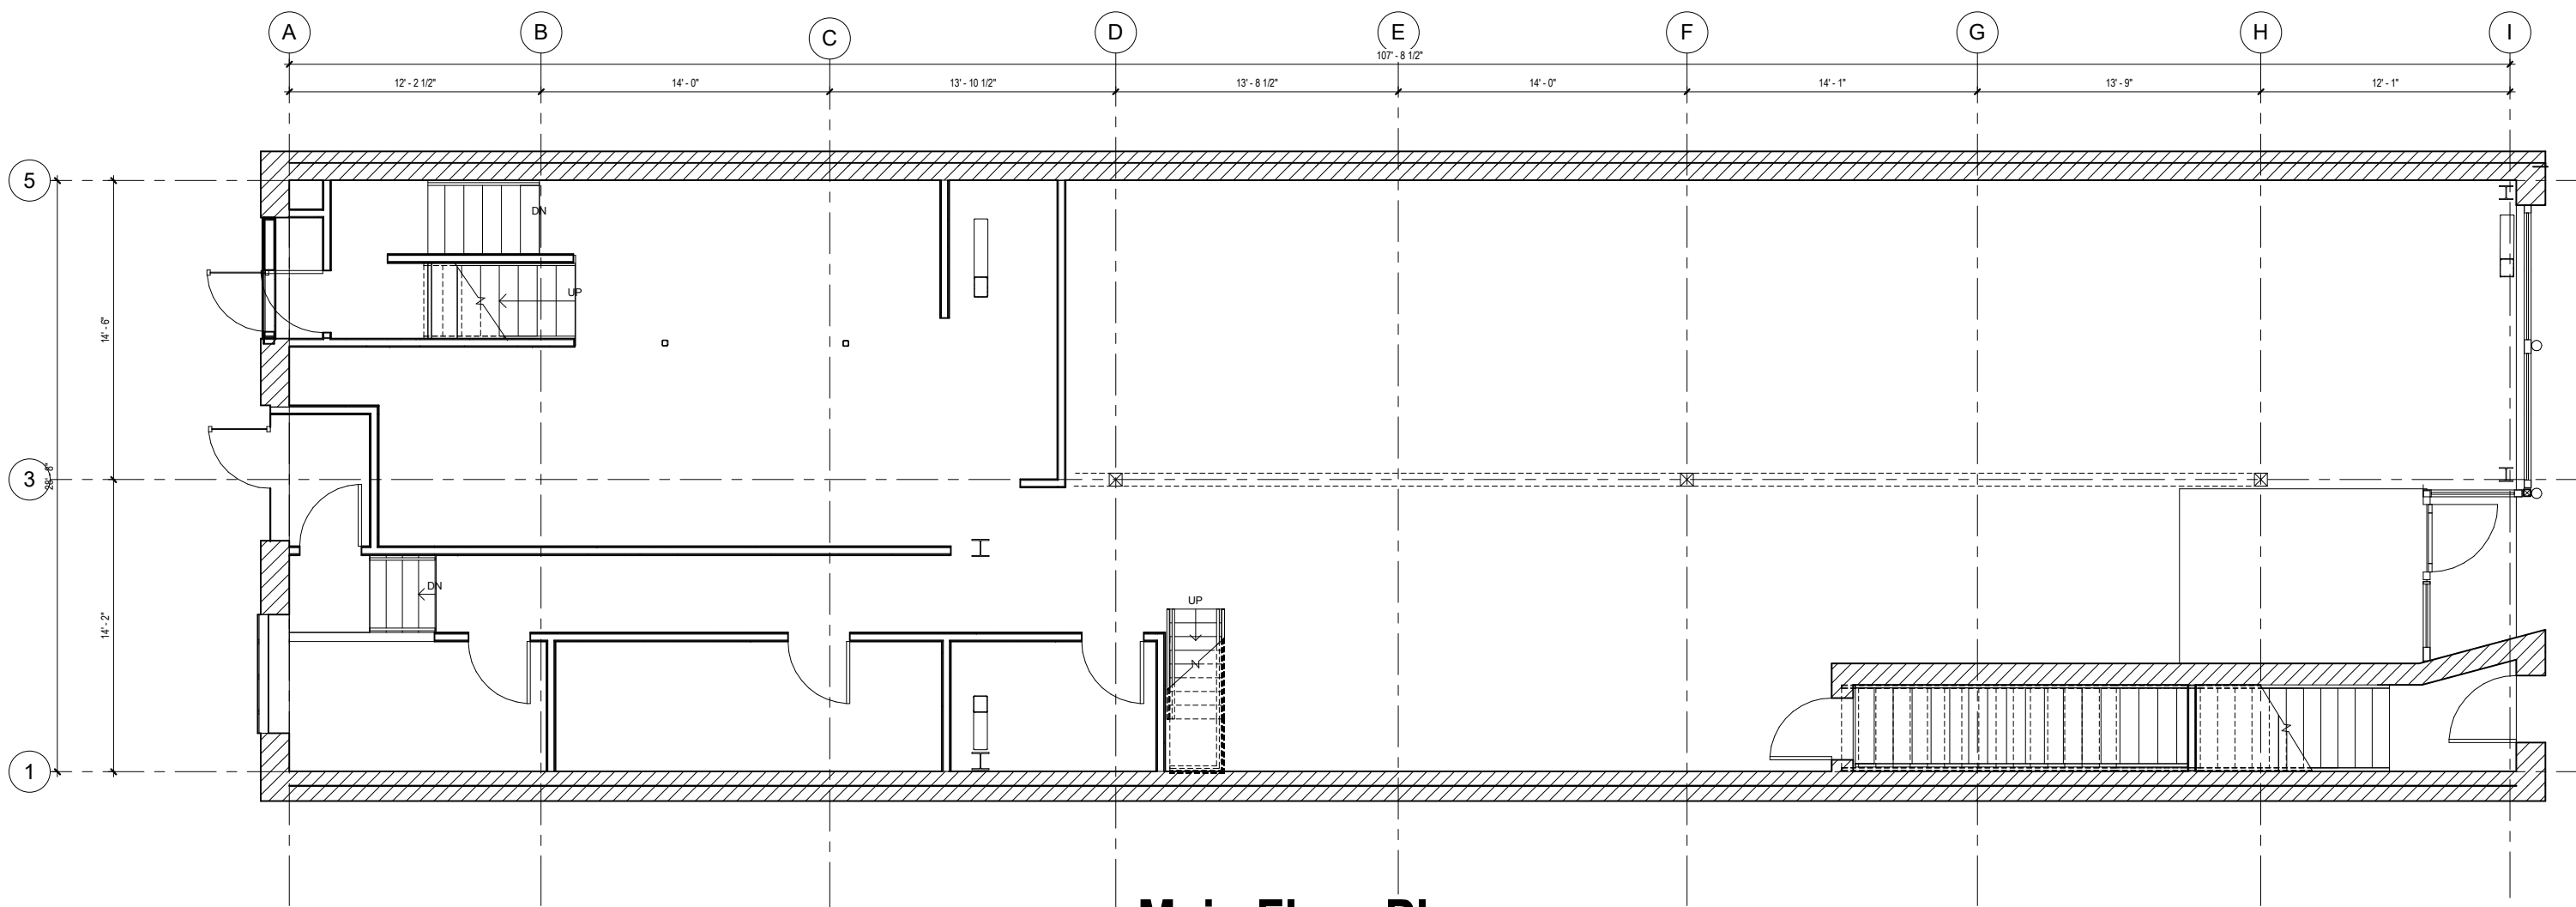 A B C D E F G H I
107' - 8 1/2"
12' - 2 1/2" 14' - 0" 13' - 10 1/2" 13' - 8 1/2" 14' - 0" 14' - 1" 13' - 9" 12' - 1"
5
DN
UP
14' - 6"
3
28' - 8"
DN
UP
14' - 2"
1